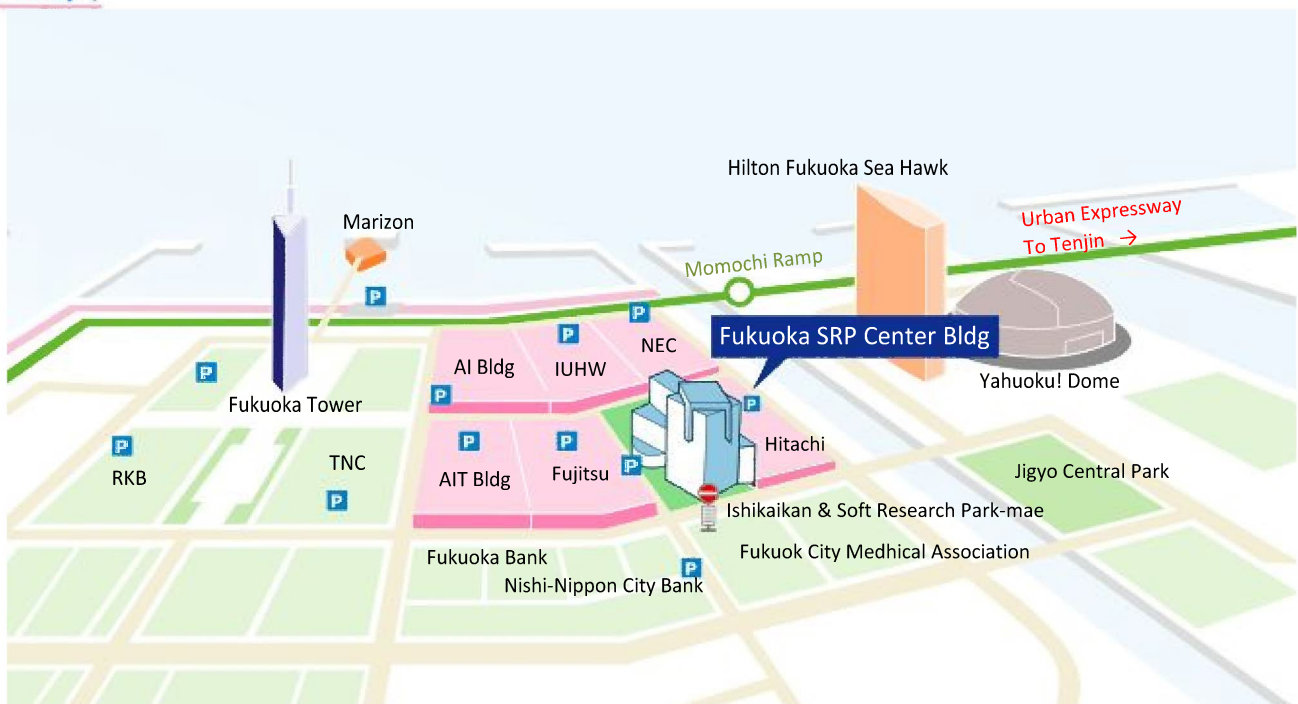 Hilton Fukuoka Sea Hawk
Marizon
Urban Expressway
To Tenjin →
Momochi Ramp
P
P
P
Fukuoka SRP Center Bldg
NEC
AI Bldg
IUHW
P
Yahuoku! Dome
P
P
Fukuoka Tower
P
P
P
Hitachi
RKB
TNC
AIT Bldg
Fujitsu
P
Jigyo Central Park
P
Ishikaikan & Soft Research Park-mae
Fukuok City Medhical Association
Fukuoka Bank
P
Nishi-Nippon City Bank